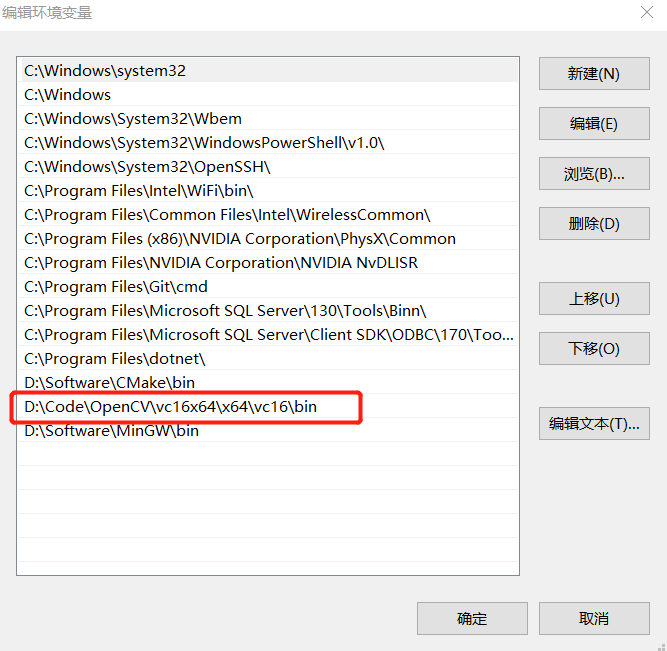 编辑环境变量
C:\Windows\system32
C:\Windows
C:\Windows\System32\Wbem
C:\Windows\System32\WindowsPowerShell\v1.0\
C:\Windows\System32\OpenSSH\
C:\Program Files\Intel\WiFi\bin\
C:\Program Files\Common Files\Intel\WirelessCommon\
C:\Program Files (x86)\NVIDIA Corporation\PhysX\Common
C:\Program Files\NVIDIA Corporation\NVIDIA NvDLISR
C:\Program Files\Git\cmd
C:\Program Files\Microsoft SQL Server\130\Tools\Binn\
C:\Program Files\Microsoft SQL Server\Client SDK\ODBC\170\Too...
C:\Program Files\dotnet\
D:\Software\CMake\bin
D:\Code\OpenCV\vc16x64\x64\vc16\bin
D:\Software\MinGW\bin
新建(N)
编辑(E)
浏览(B)...
删除(D)
上移(U)
下移(O)
编辑文本(T)...
确定
取消